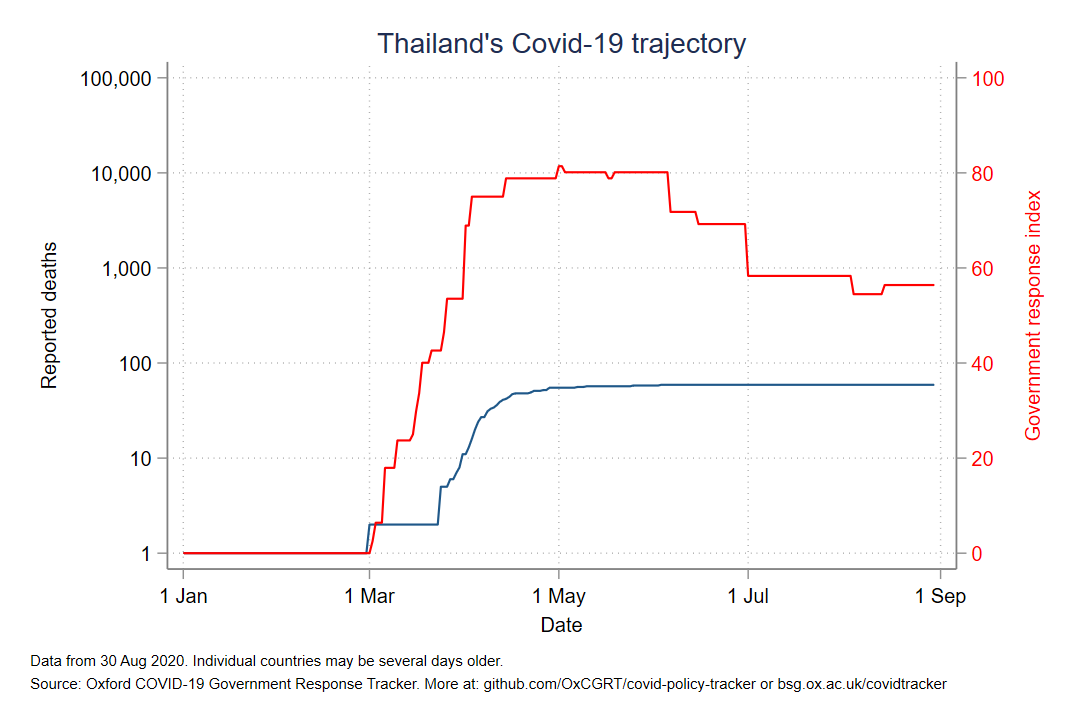 Thailand's Covid-19 trajectory
100,000
10,000
1,000
100
10
1
Reported deaths
100
80
60
40
20
0
Government response index
1 Jan 1 Mar 1 May 1 Jul 1 Sep
Date
Data from 30 Aug 2020. Individual countries may be several days older.
Source: Oxford COVID-19 Government Response Tracker. More at: github.com/OxCGRT/covid-policy-tracker or bsg.ox.ac.uk/covidtracker